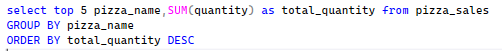 select top 5 pizza_name,SUM(quantity) as total_quantity from pizza_sales
GROUP BY pizza_name
ORDER BY total_quantity DESC